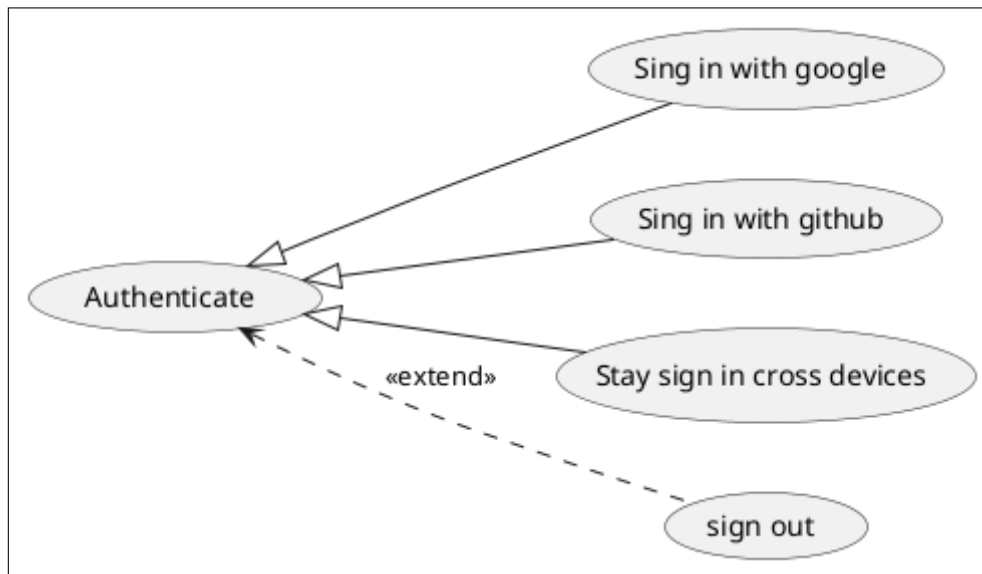 Sing in with google
Sing in with github
Authenticate
Stay sign in cross devices
«extend»
sign out